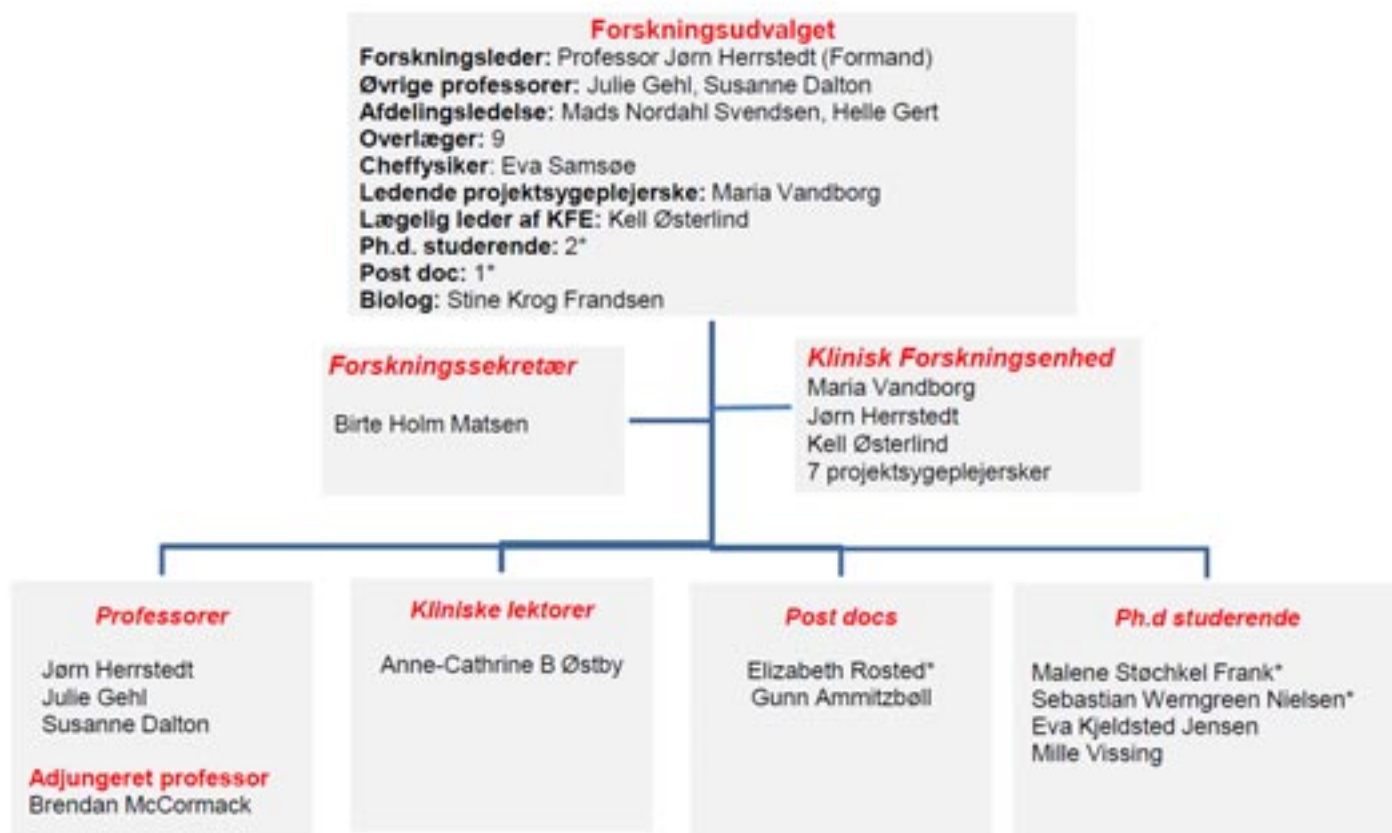 Forskningsudvalget
Forskningsleder: Professor Jørn Herrstedt (Formand)
Øvrige professorer: Julie Gehl, Susanne Dalton
Afdelingsledelse: Mads Nordahl Svendsen, Helle Gert
Overlæger: 9
Cheffysiker: Eva Samsøe
Ledende projektsygeplejerske: Maria Vandborg
Lægelig leder af KFE: Kell Østerlind
Ph.d. studerende: 2*
Post doc: 1*
Biolog: Stine Krog Frandsen
Forskningssekretær
Birte Holm Matsen
Klinisk Forskningsenhed
Maria Vandborg
Jørn Herrstedt
Kell Østerlind
7 projektsygeplejersker
Professorer
Jørn Herrstedt
Julie Gehl
Susanne Dalton
Adjungeret professor
Brendan McCormack
Kliniske lektorer
Anne-Cathrine B Østby
Post docs
Elizabeth Rosted*
Gunn Ammitzbøll
Ph.d studerende
Malene Støchkel Frank*
Sebastian Werngreen Nielsen*
Eva Kjeldsted Jensen
Mille Vissing